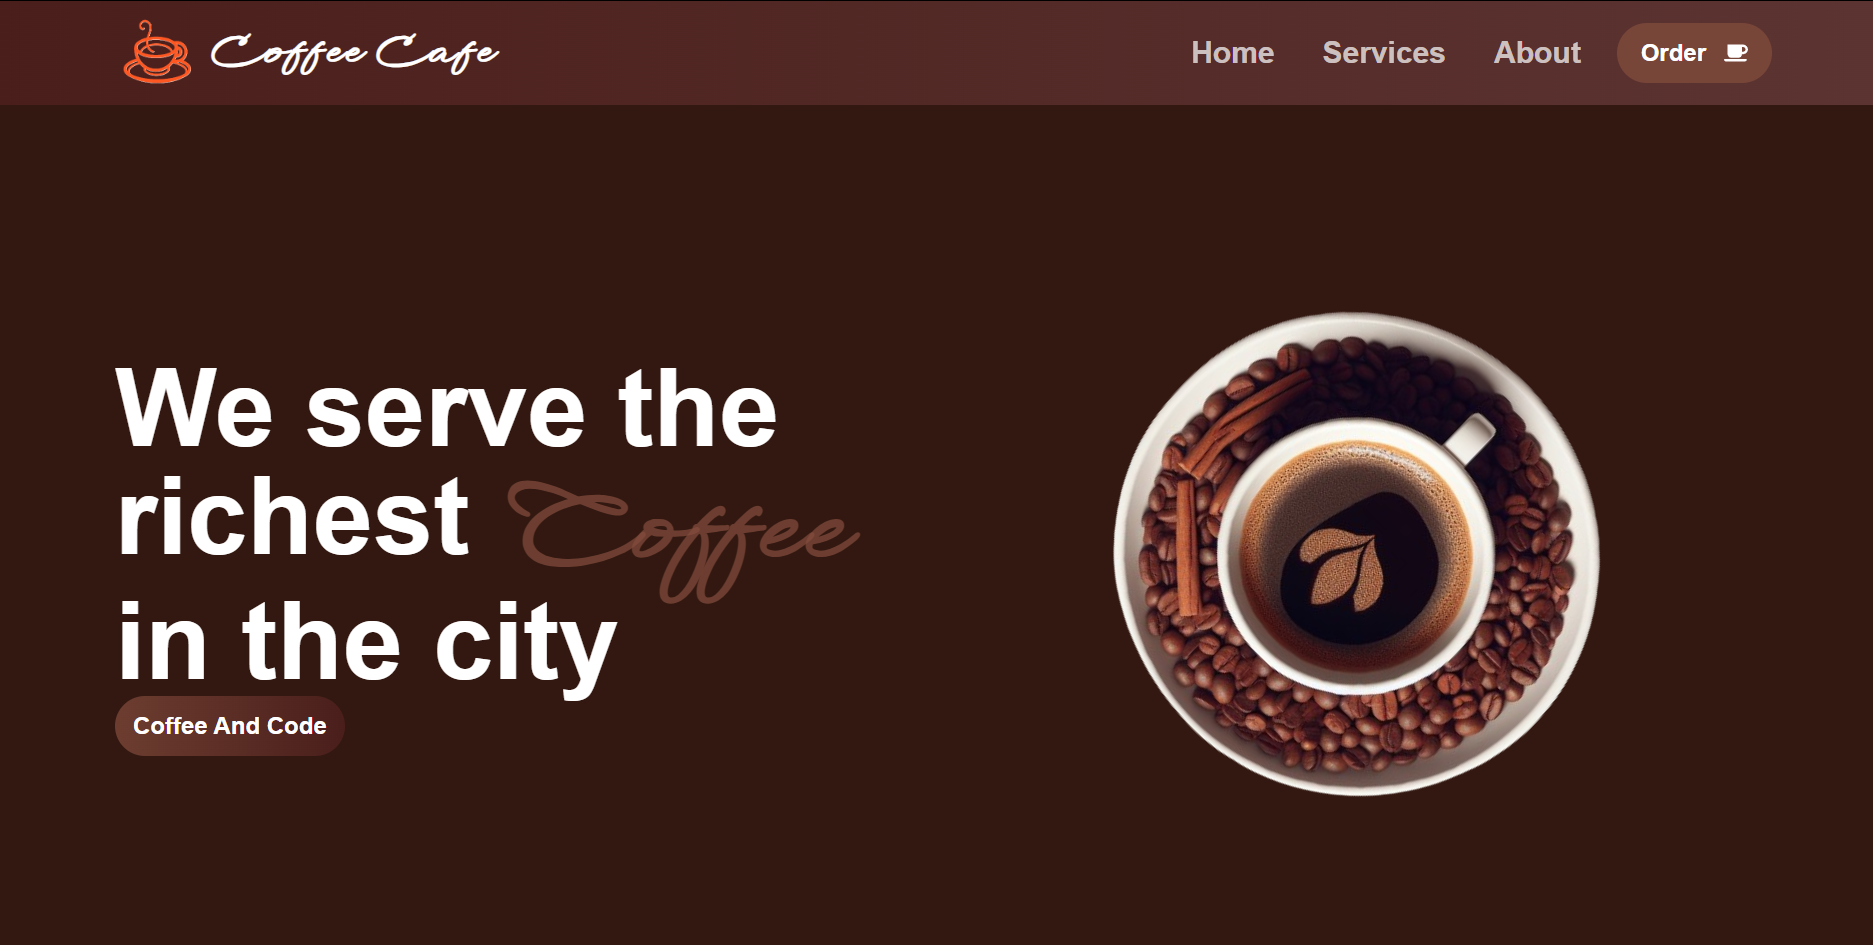 Coffee Cafe
Home
Services
About
Order
We serve the
richest Coffee
in the city
Coffee And Code